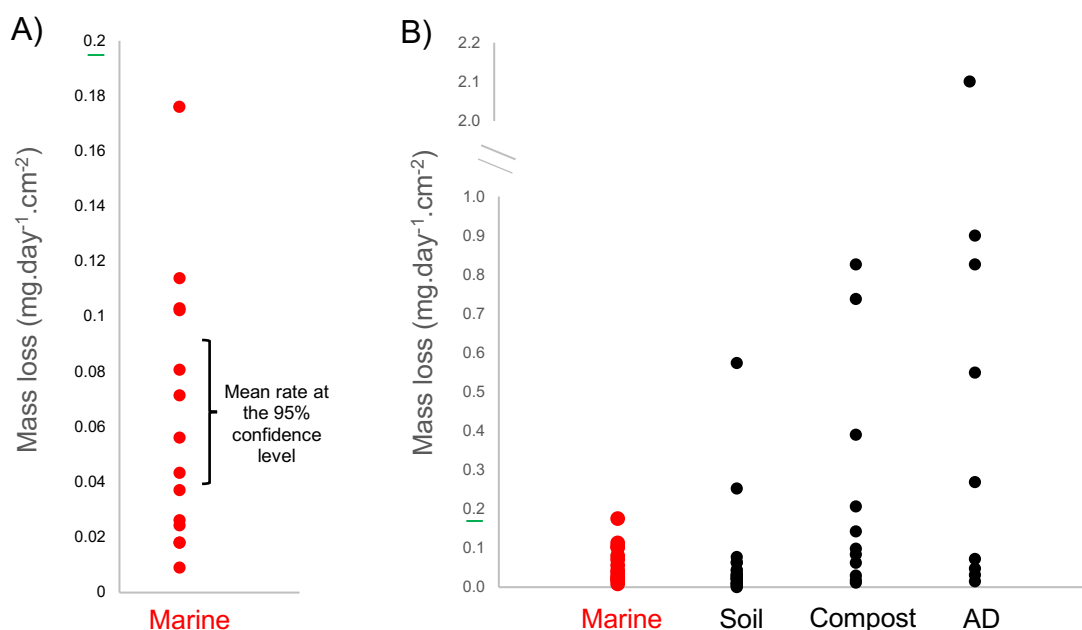 A)
Mass loss (mg.day-1.cm-2)
0.2
0.18
0.16
0.14
0.12
0.1
0.08
0.06
0.04
0.02
0
Mean rate at
the 95%
confidence
level
Marine
B)
Mass loss (mg.day-1.cm-2)
2.2
2.1
2.0
1.0
0.9
0.8
0.7
0.6
0.5
0.4
0.3
0.2
0.1
0.0
Marine Soil Compost AD